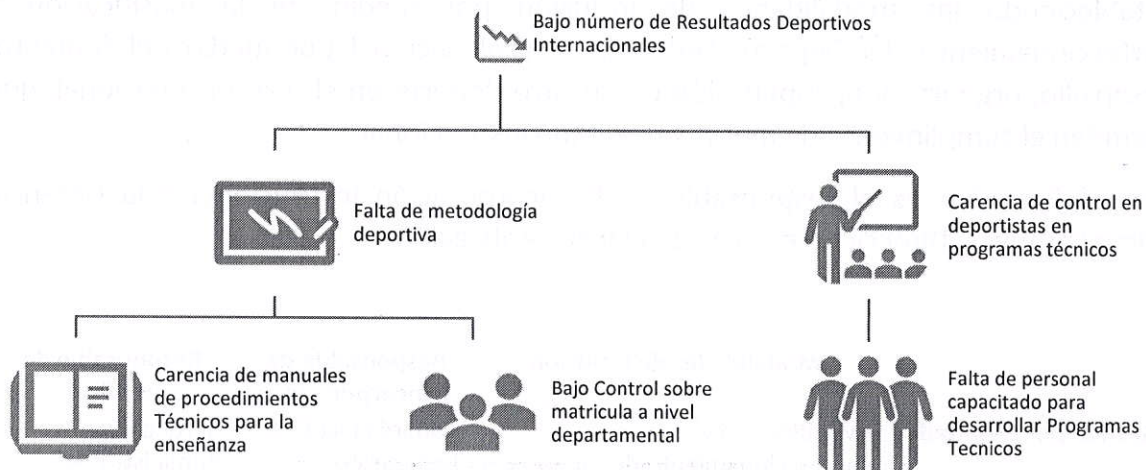 Bajo número de Resultados Deportivos
Internacionales
Falta de metodología
deportiva
Carencia de control en
deportistas en
programas técnicos
Carencia de manuales
de procedimientos
Técnicos para la
enseñanza
Bajo Control sobre
matricula a nivel
departamental
Falta de personal
capacitado para
desarrollar Programas
Tecnicos